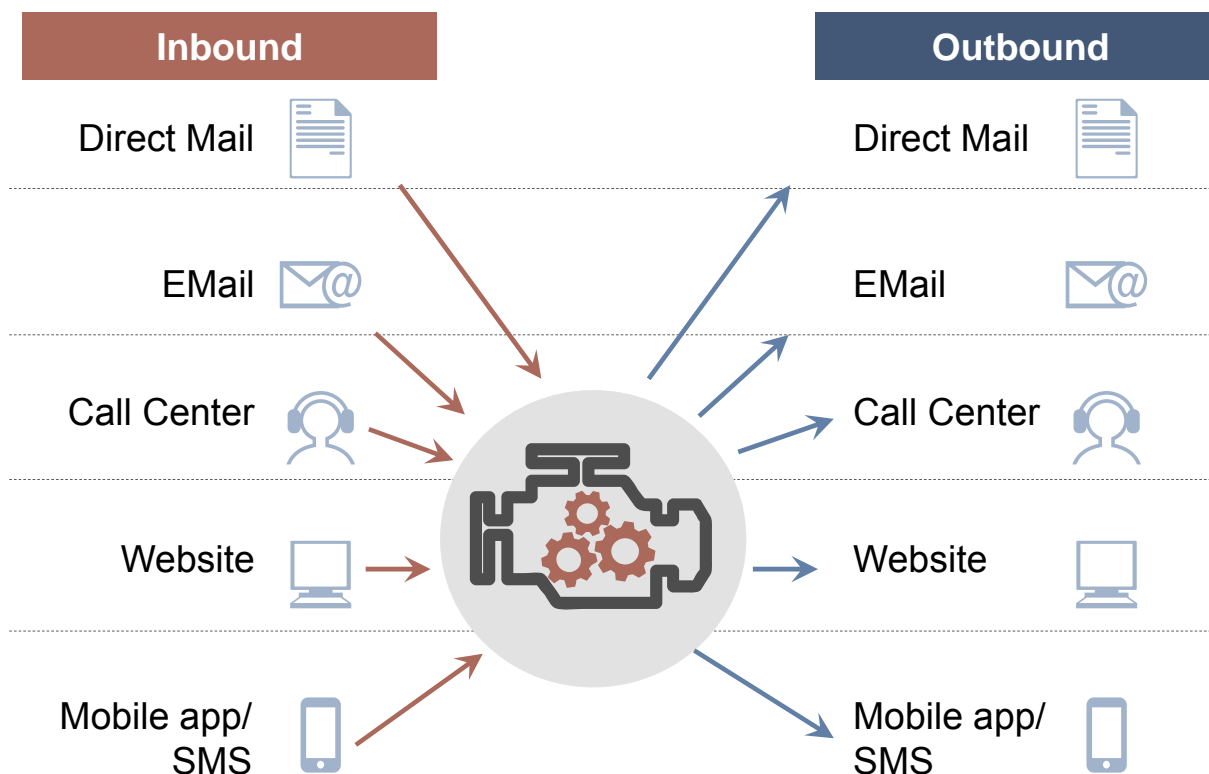 Inbound
Outbound
Direct Mail
Direct Mail
EMail
@
EMail
@
Call Center
Call Center
Website
Website
Mobile app/
SMS
Mobile app/
SMS